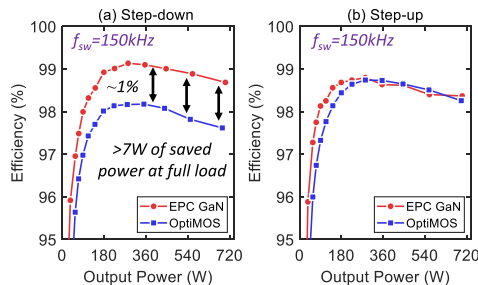 (a) Step-down
(b) Step-up
f_sw=150kHz
f_sw=150kHz
100
99
98
97
96
95
100
99
98
97
96
95
Efficiency (%)
Efficiency (%)
~1%
>7W of saved
power at full load
EPC GaN
OptiMOS
EPC GaN
OptiMOS
0 180 360 540 720
0 180 360 540 720
Output Power (W)
Output Power (W)